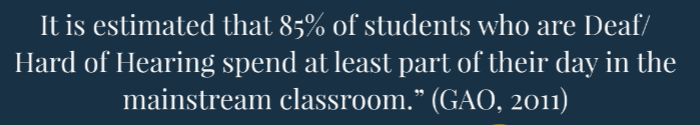 It is estimated that 85% of students who are Deaf/
Hard of Hearing spend at least part of their day in the
mainstream classroom.” (GAO, 2011)